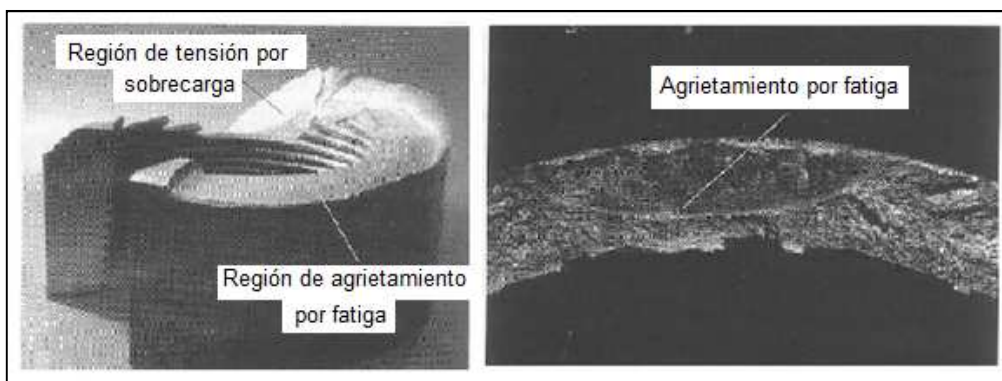 Región de tensión por
sobrecarga
Región de agrietamiento
por fatiga
Agrietamiento por fatiga